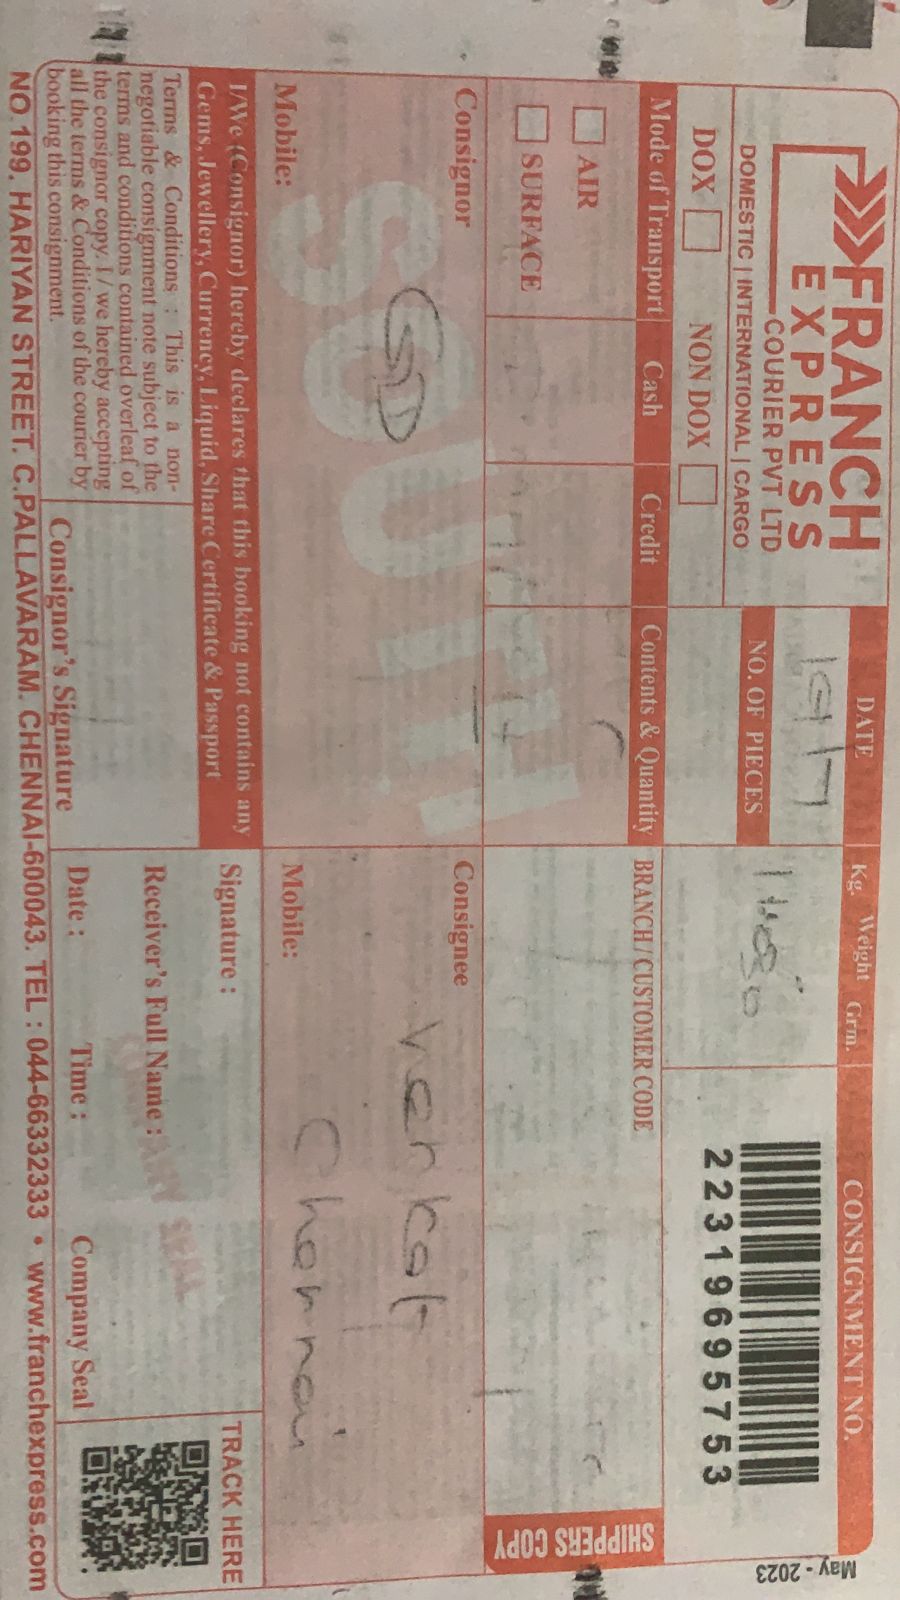 FRANCH
EXPRESS
COURIER PVT LTD
DOMESTIC | INTERNATIONAL | CARGO
DATE
Kg. Weight Grm.
CONSIGNMENT NO.
May - 2023
19/7
22319695753
NO. OF PIECES
DOX
NON DOX
Mode of Transport
Cash
Credit
Contents & Quantity
BRANCH / CUSTOMER CODE
SHIPPERS COPY
AIR
SURFACE
SOUTH
Consignor
SD
Mobile:
Consignee
Venkat
Chennai
Mobile:
I/We (Consignor) hereby declares that this booking not contains any
Gems, Jewellery, Currency, Liquid, Share Certificate & Passport
Terms & Conditions : This is a non-
negotiable consignment note subject to the
terms and conditions contained overleaf of
the consignor copy. I / we hereby accepting
all the terms & Conditions of the courier by
booking this consignment.
Consignor's Signature
Signature :
Receiver's Full Name :
COMPANY SEAL
Date :
Time :
Company Seal
TRACK HERE
NO 199, HARIYAN STREET, C.PALLAVARAM. CHENNAI-600043. TEL : 044-66332333 • www.franchexpress.com